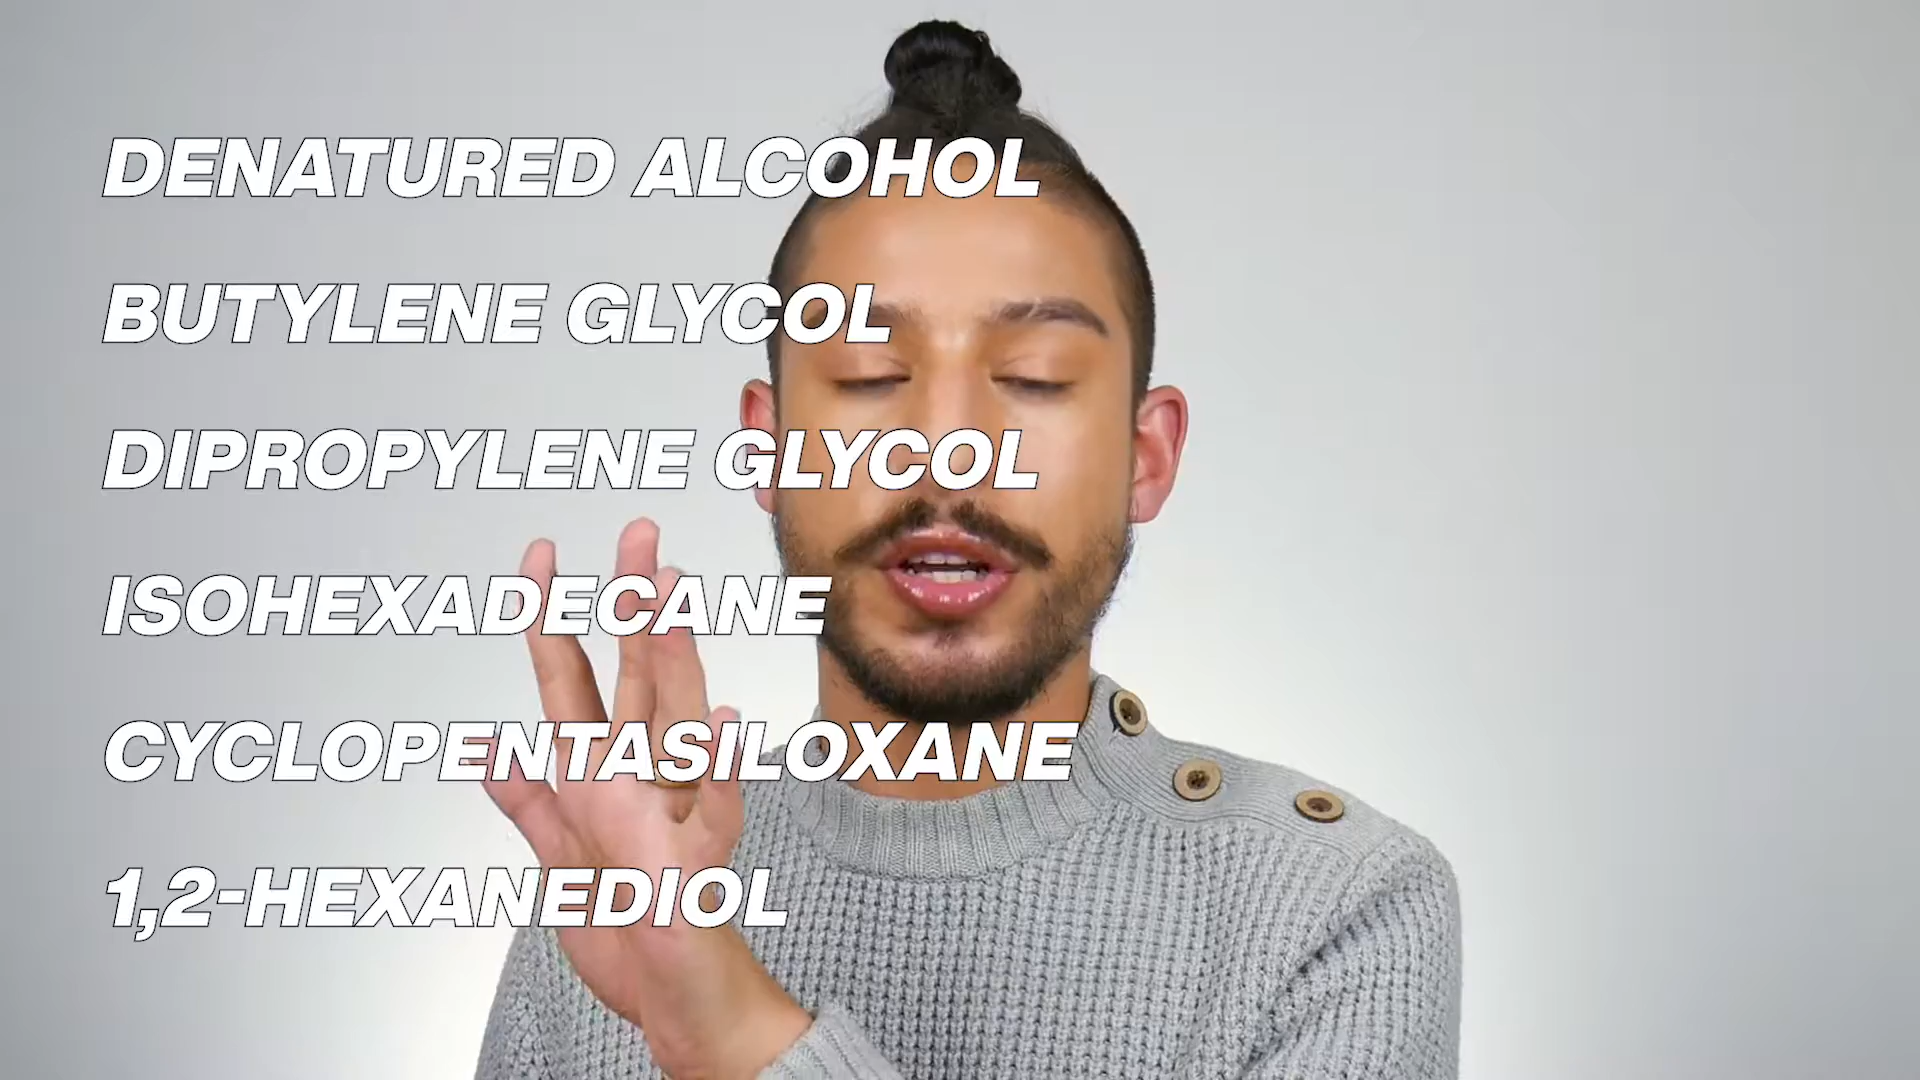 DENATURED ALCOHOL
BUTYLENE GLYCOL
DIPROPYLENE GLYCOL
ISOHEXADECANE
CYCLOPENTASILOXANE
1,2-HEXANEDIOL